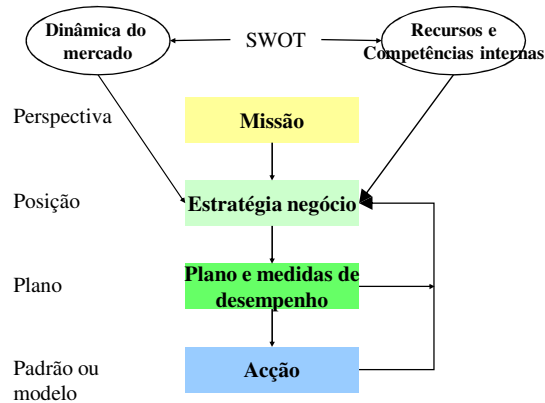 Dinâmica do
mercado
SWOT
Recursos e
Competências internas
Perspectiva
Missão
Posição
Estratégia negócio
Plano
Plano e medidas de
desempenho
Padrão ou
modelo
Acção